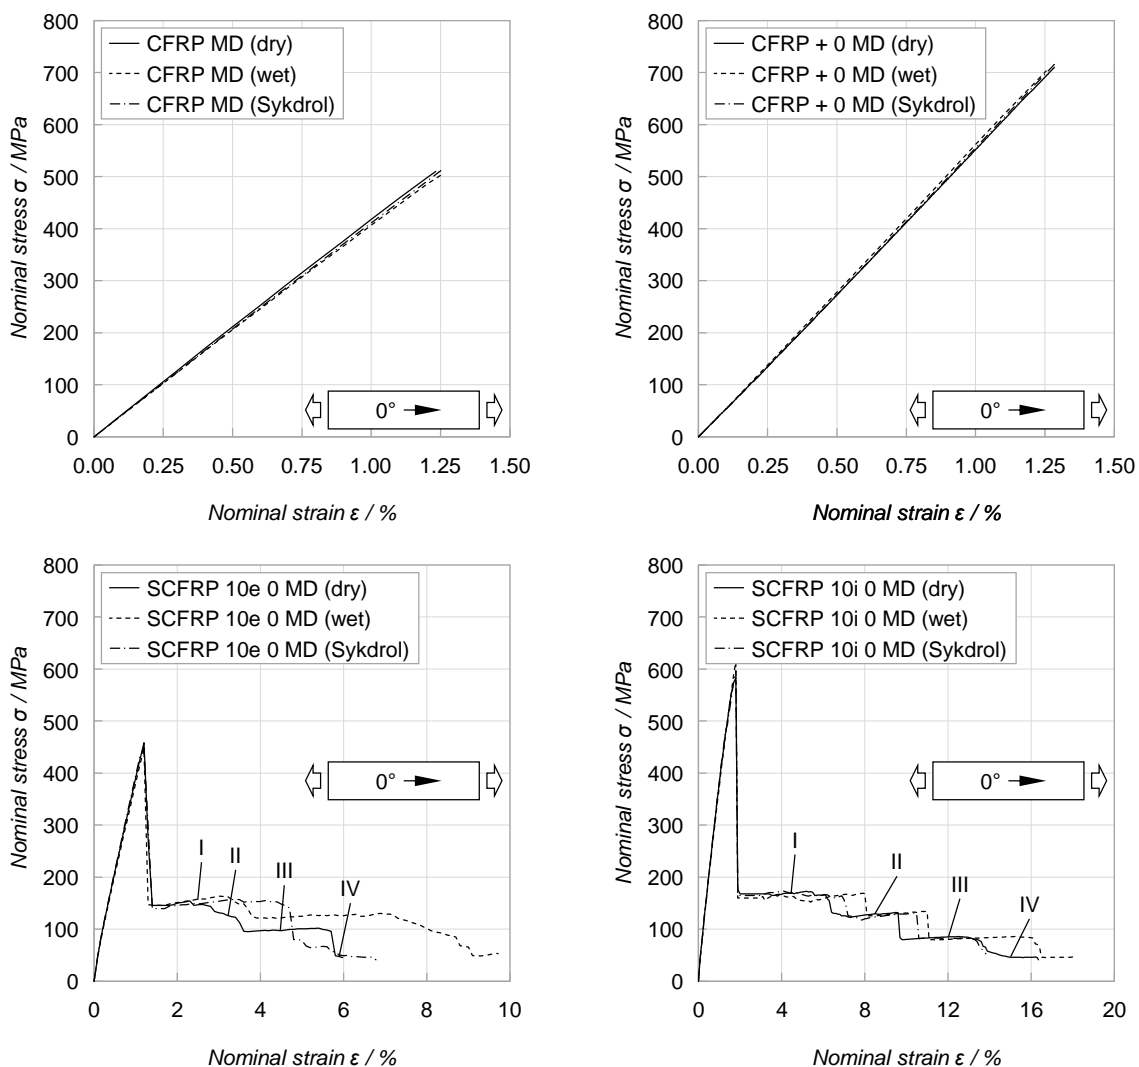 800
700
600
500
400
300
200
100
0
Nominal stress σ / MPa
CFRP MD (dry)
CFRP MD (wet)
CFRP MD (Sykdrol)
0°
0.00 0.25 0.50 0.75 1.00 1.25 1.50
Nominal strain ε / %
800
700
600
500
400
300
200
100
0
Nominal stress σ / MPa
CFRP + 0 MD (dry)
CFRP + 0 MD (wet)
CFRP + 0 MD (Sykdrol)
0°
0.00 0.25 0.50 0.75 1.00 1.25 1.50
Nominal strain ε / %
800
700
600
500
400
300
200
100
0
Nominal stress σ / MPa
SCFRP 10e 0 MD (dry)
SCFRP 10e 0 MD (wet)
SCFRP 10e 0 MD (Sykdrol)
0°
I
II
III
IV
0 2 4 6 8 10
Nominal strain ε / %
800
700
600
500
400
300
200
100
0
Nominal stress σ / MPa
SCFRP 10i 0 MD (dry)
SCFRP 10i 0 MD (wet)
SCFRP 10i 0 MD (Sykdrol)
0°
I
II
III
IV
0 4 8 12 16 20
Nominal strain ε / %